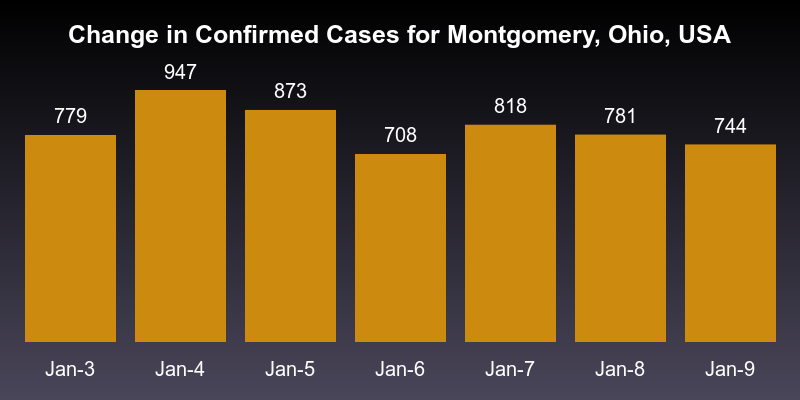 Change in Confirmed Cases for Montgomery, Ohio, USA
779
947
873
708
818
781
744
Jan-3
Jan-4
Jan-5
Jan-6
Jan-7
Jan-8
Jan-9